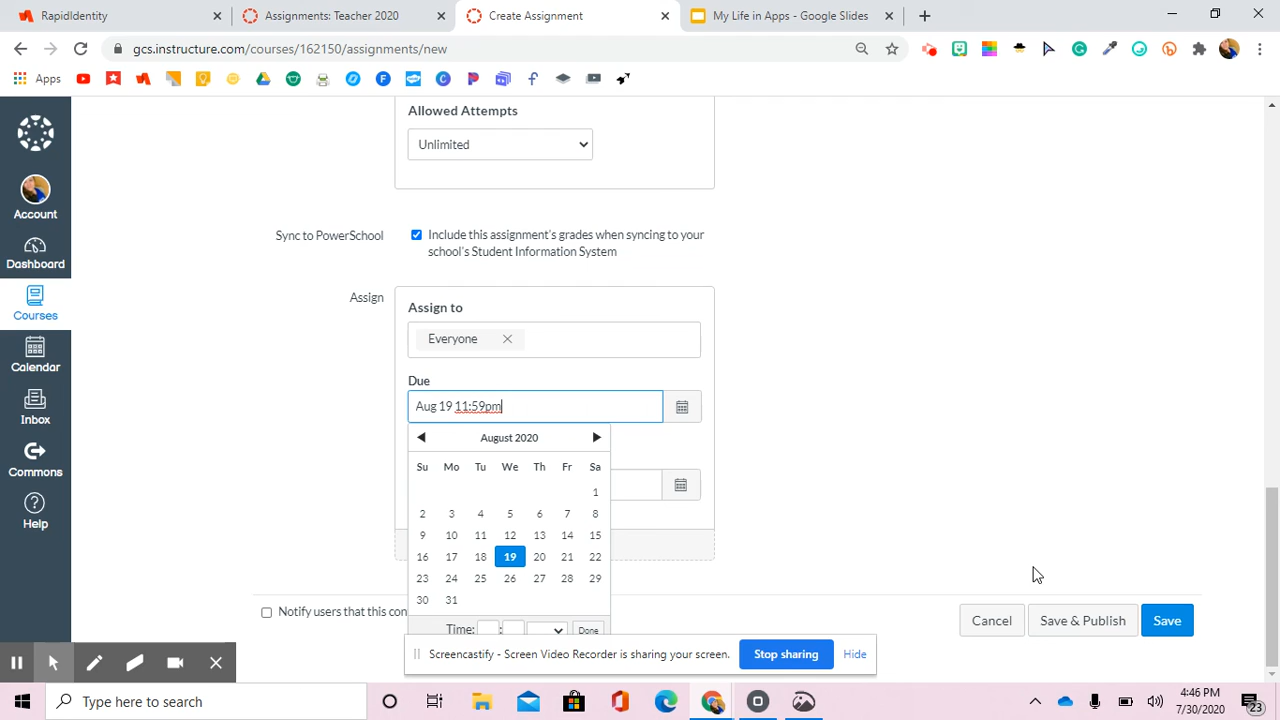 RapidIdentity
Assignments: Teacher 2020
Create Assignment
My Life in Apps - Google Slides
gcs.instructure.com/courses/162150/assignments/new
Apps
Allowed Attempts
Unlimited
Account
Sync to PowerSchool
Include this assignment's grades when syncing to your
school's Student Information System
Dashboard
Assign
Assign to
Courses
Everyone
Calendar
Due
Aug 19 11:59pm
Inbox
August 2020
Su Mo Tu We Th Fr Sa
1
2 3 4 5 6 7 8
9 10 11 12 13 14 15
16 17 18 19 20 21 22
23 24 25 26 27 28 29
30 31
Commons
Help
Notify users that this con
Time: : Done
Cancel
Save & Publish
Save
Screencastify - Screen Video Recorder is sharing your screen.
Stop sharing
Hide
Type here to search
4:46 PM
7/30/2020
23